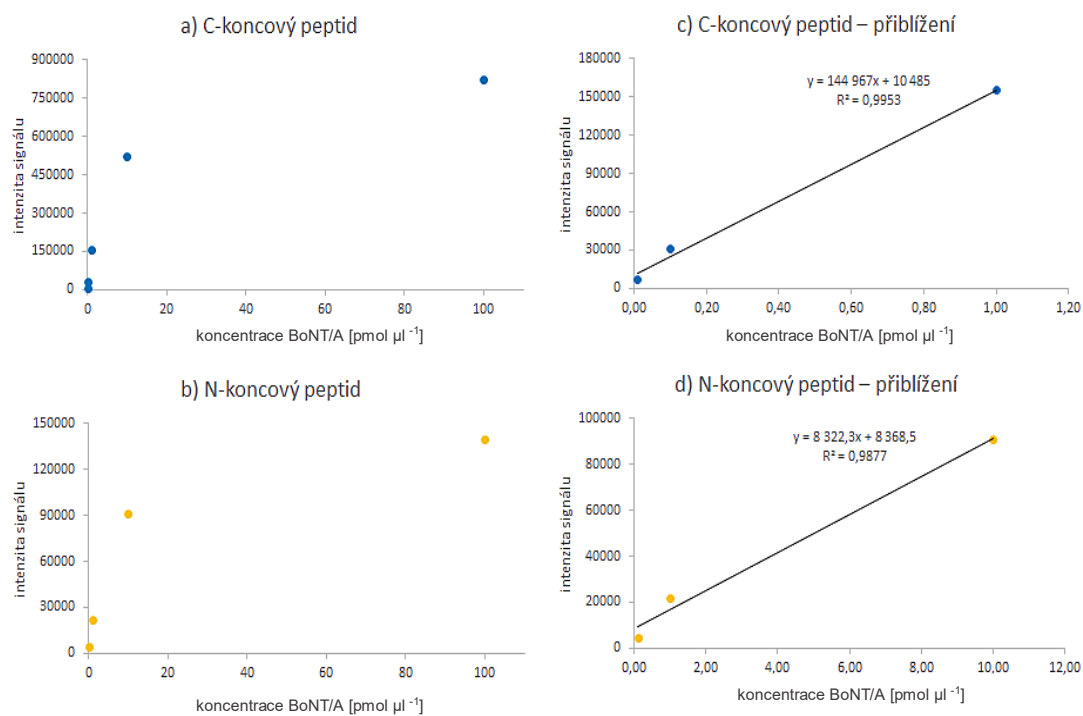 a) C-koncový peptid
900000
750000
600000
450000
300000
150000
0
intenzita signálu
0 20 40 60 80 100
koncentrace BoNT/A [pmol µl -1]
c) C-koncový peptid – přiblížení
180000
150000
120000
90000
60000
30000
0
intenzita signálu
y = 144 967x + 10 485
R² = 0,9953
0,00 0,20 0,40 0,60 0,80 1,00 1,20
koncentrace BoNT/A [pmol µl -1]
b) N-koncový peptid
150000
120000
90000
60000
30000
0
intenzita signálu
0 20 40 60 80 100
koncentrace BoNT/A [pmol µl -1]
d) N-koncový peptid – přiblížení
100000
80000
60000
40000
20000
0
intenzita signálu
y = 8 322,3x + 8 368,5
R² = 0,9877
0,00 2,00 4,00 6,00 8,00 10,00 12,00
koncentrace BoNT/A [pmol µl -1]